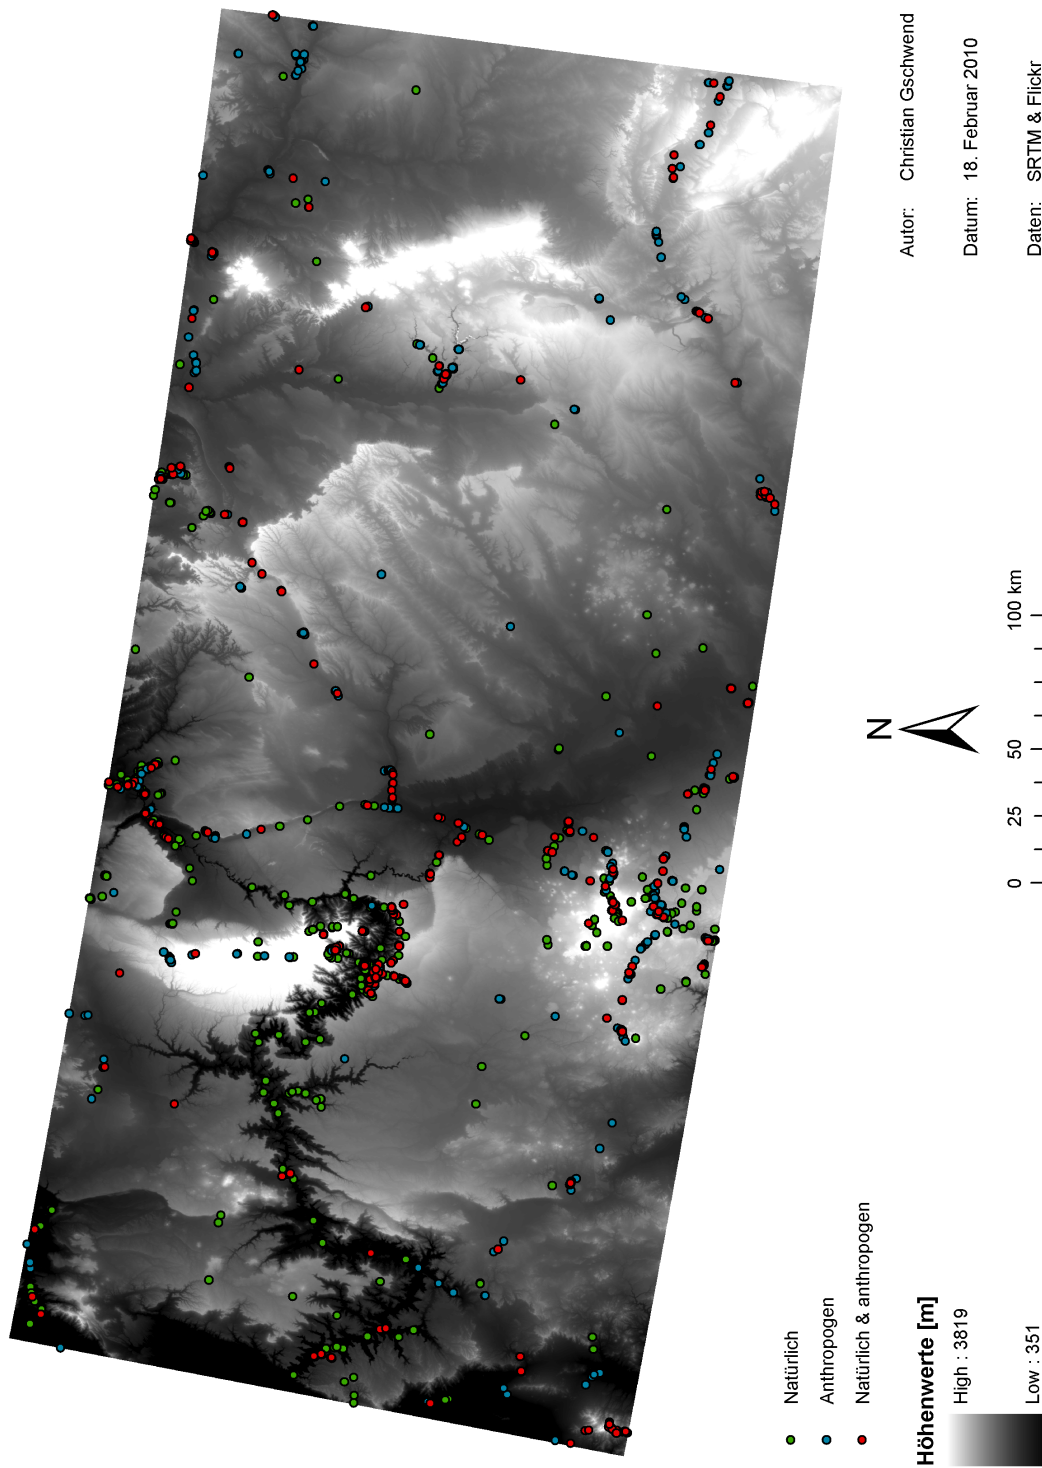 Natürlich
Anthropogen
Natürlich & anthropogen
Höhenwerte [m]
High : 3819
Low : 351
N
0 25 50 100 km
Autor: Christian Gschwend
Datum: 18. Februar 2010
Daten: SRTM & Flickr